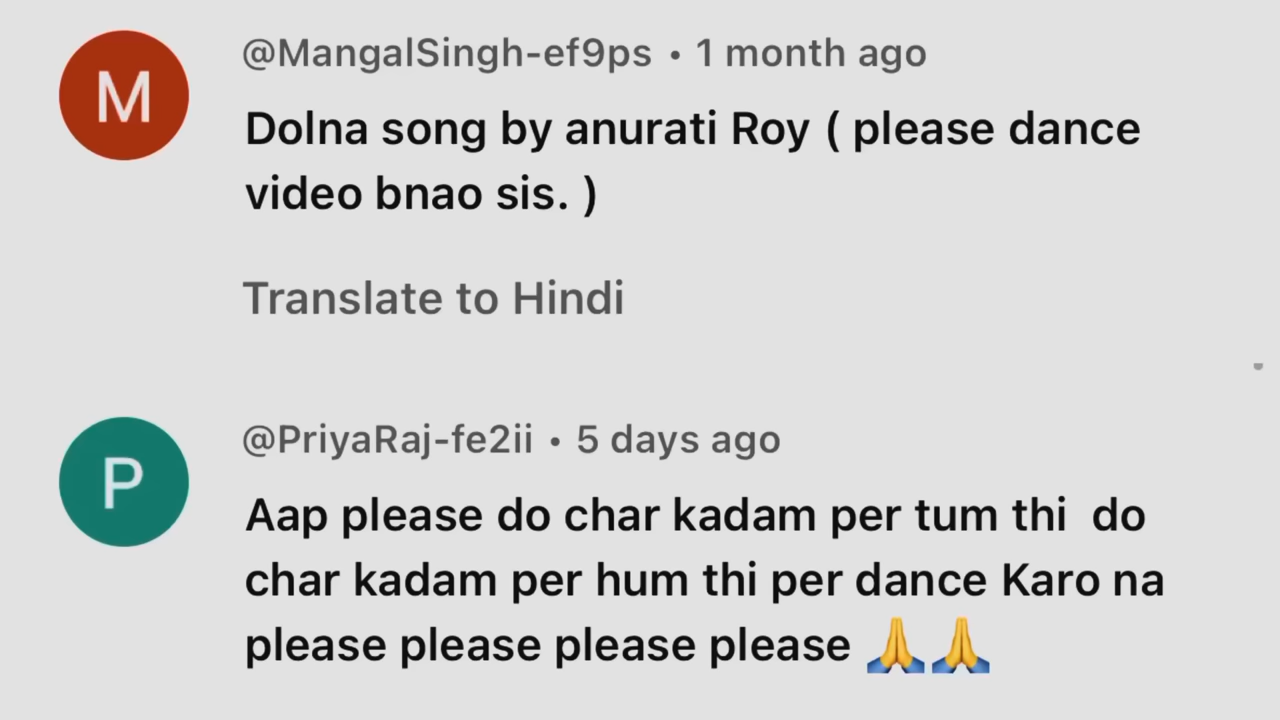 M
@MangalSingh-ef9ps • 1 month ago
Dolna song by anurati Roy ( please dance
video bnao sis. )
Translate to Hindi
P
@PriyaRaj-fe2ii • 5 days ago
Aap please do char kadam per tum thi  do
char kadam per hum thi per dance Karo na
please please please please 🙏🙏